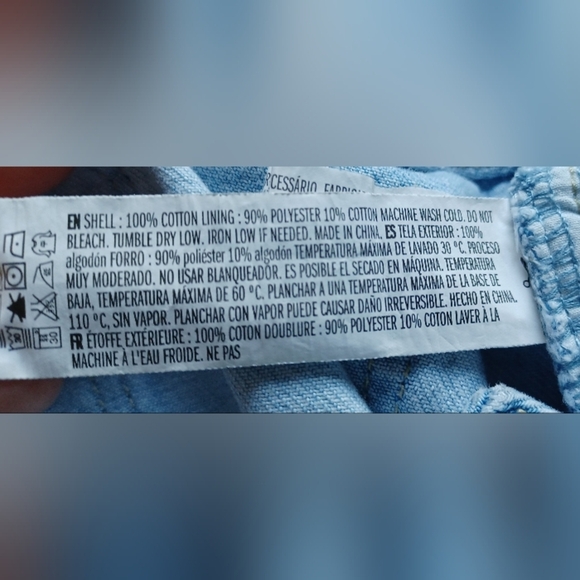 RCESSÁRIO. FABRIC
EN SHELL : 100% COTTON LINING : 90% POLYESTER 10% COTTON MACHINE WASH COLD. DO NOT
BLEACH. TUMBLE DRY LOW. IRON LOW IF NEEDED. MADE IN CHINA. ES TELA EXTERIOR : 100%
algodón FORRO : 90% poliéster 10% algodón TEMPERATURA MÁXIMA DE LAVADO 30 ºC. PROCESO
MUY MODERADO. NO USAR BLANQUEADOR. ES POSIBLE EL SECADO EN MÁQUINA. TEMPERATURA
BAJA, TEMPERATURA MÁXIMA DE 60 ºC. PLANCHAR A UNA TEMPERATURA MÁXIMA DE LA BASE DE
110 ºC, SIN VAPOR. PLANCHAR CON VAPOR PUEDE CAUSAR DAÑO IRREVERSIBLE. HECHO EN CHINA.
FR ÉTOFFE EXTÉRIEURE : 100% COTON DOUBLURE : 90% POLYESTER 10% COTON LAVER À LA
MACHINE À L'EAU FROIDE. NE PAS
30